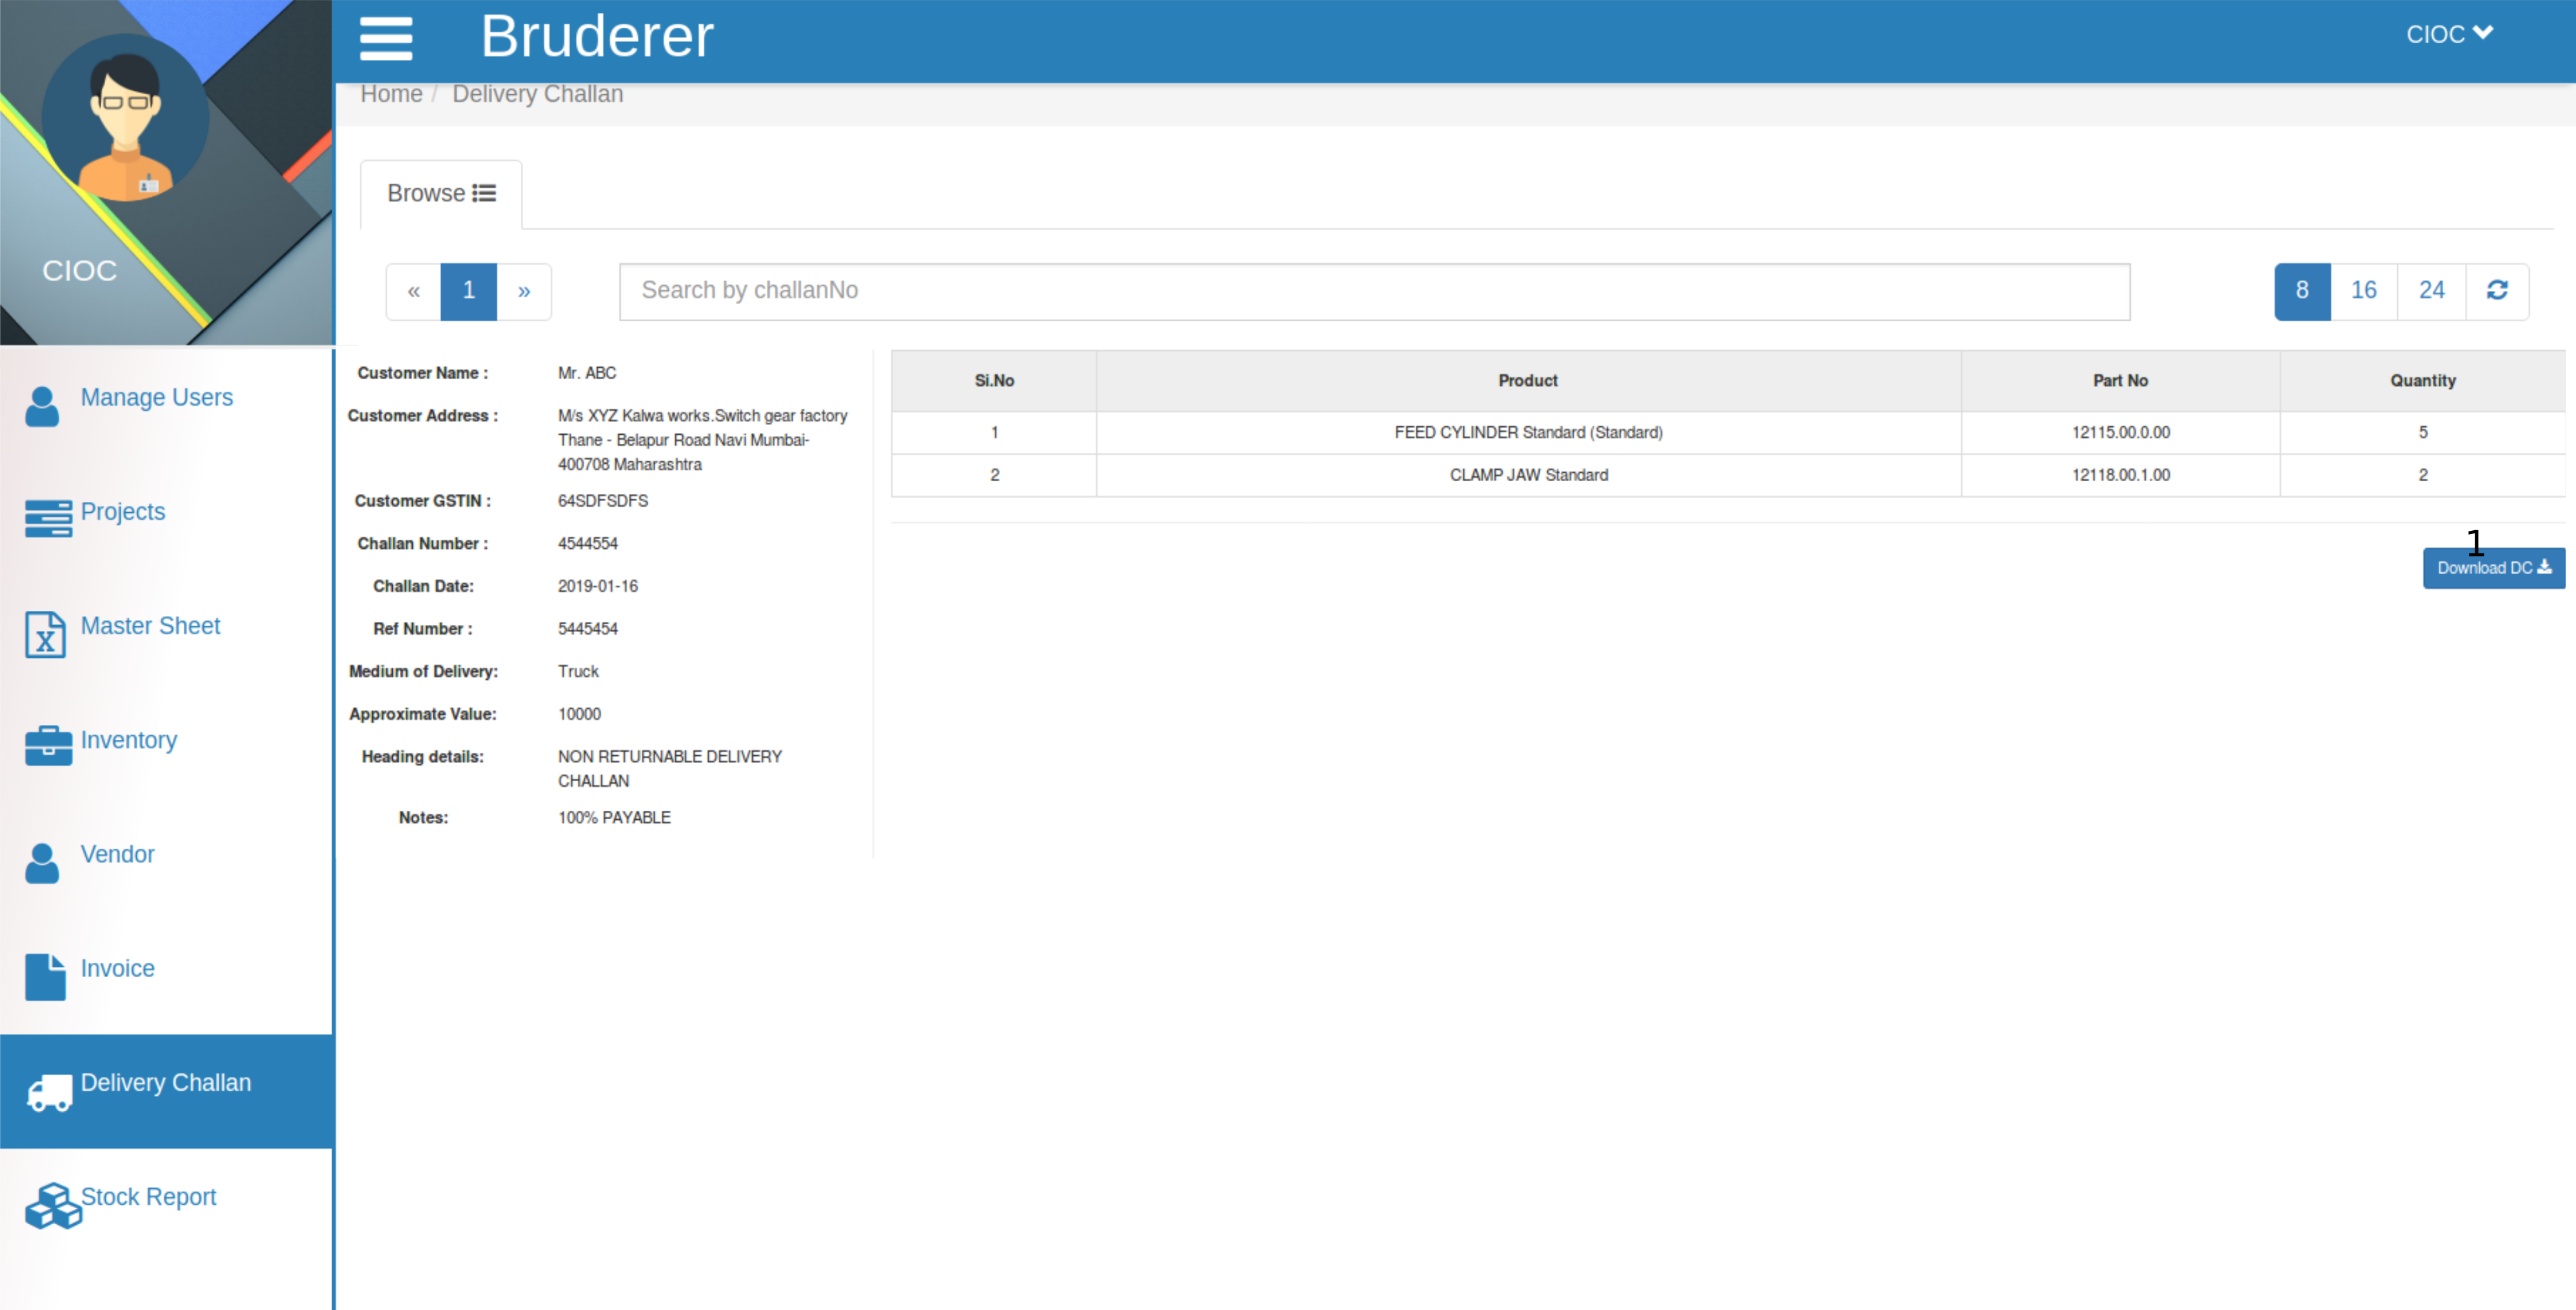 Bruderer
CIOC
Home / Delivery Challan
CIOC
Browse
« 1 »
Search by challanNo
8 16 24
Manage Users
Projects
Master Sheet
Inventory
Vendor
Invoice
Delivery Challan
Stock Report
Customer Name : Mr. ABC
Customer Address : M/s XYZ Kalwa works.Switch gear factory
Thane - Belapur Road Navi Mumbai-
400708 Maharashtra
Customer GSTIN : 64SDFSDFS
Challan Number : 4544554
Challan Date: 2019-01-16
Ref Number : 5445454
Medium of Delivery: Truck
Approximate Value: 10000
Heading details: NON RETURNABLE DELIVERY
CHALLAN
Notes: 100% PAYABLE
Si.No Product Part No Quantity
1 FEED CYLINDER Standard (Standard) 12115.00.0.00 5
2 CLAMP JAW Standard 12118.00.1.00 2
1
Download DC